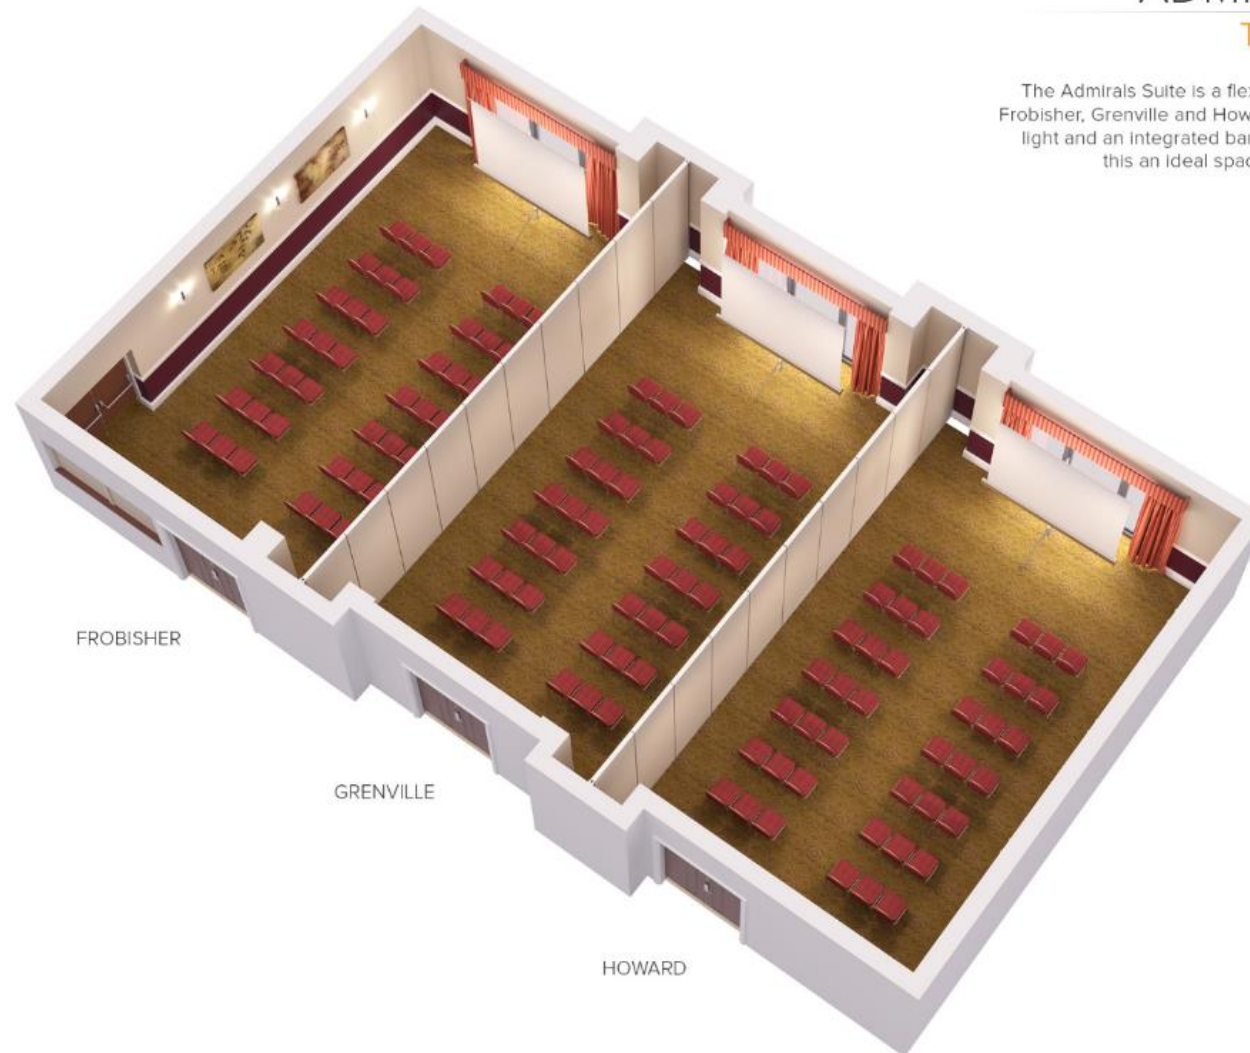 The Admirals Suite is a
Frobisher, Grenville and
light and an integrated
this an ideal
FROBISHER
GRENVILLE
HOWARD